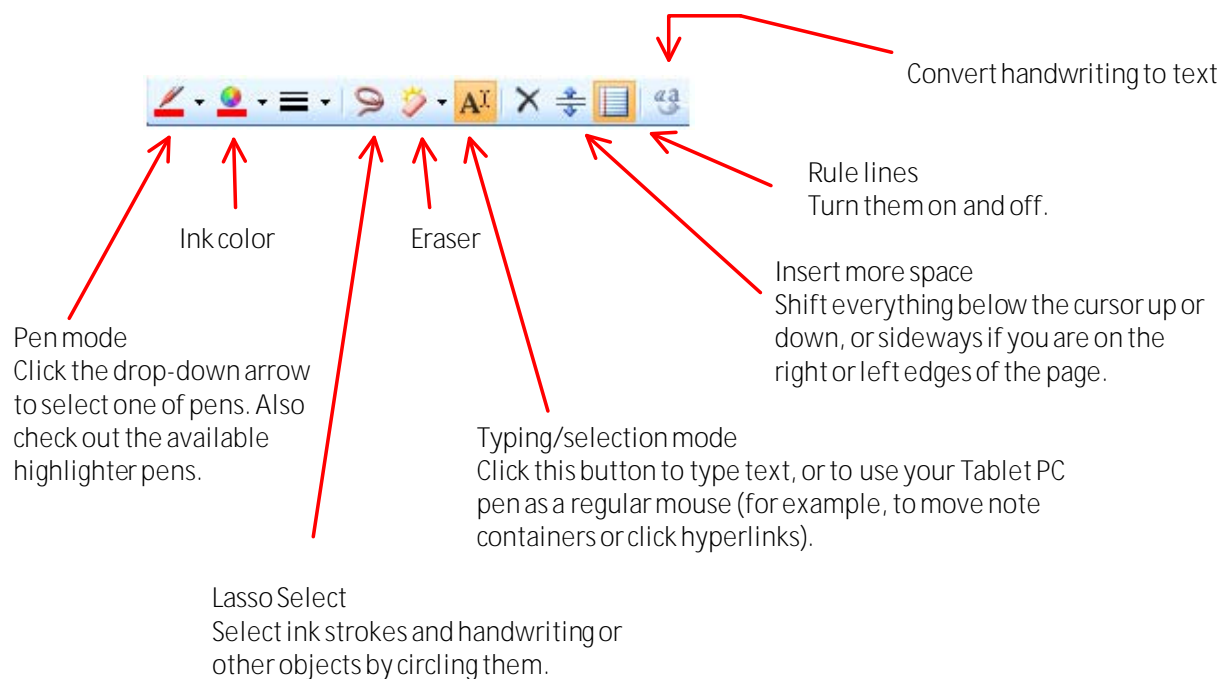 Convert handwriting to text
Rule lines
Turn them on and off.
Ink color
Eraser
Insert more space
Shift everything below the cursor up or
down, or sideways if you are on the
right or left edges of the page.
Pen mode
Click the drop-down arrow
to select one of pens. Also
check out the available
highlighter pens.
Typing/selection mode
Click this button to type text, or to use your Tablet PC
pen as a regular mouse (for example, to move note
containers or click hyperlinks).
Lasso Select
Select ink strokes and handwriting or
other objects by circling them.